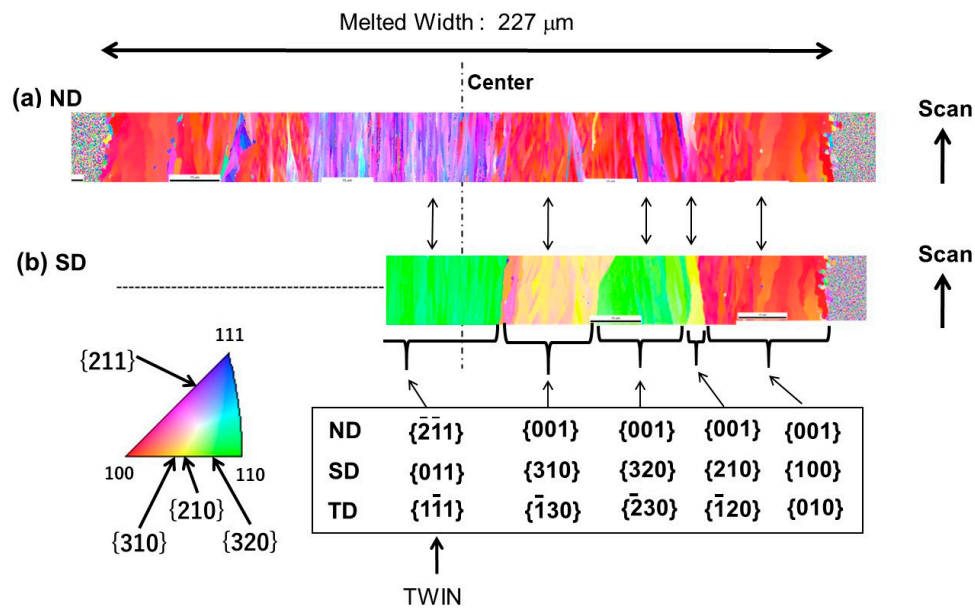 Melted Width : 227 μm
Center
(a) ND
Scan
(b) SD
Scan
111
{211}
100
110
{210}
{310}
{320}
ND {2̅2̅11} {001} {001} {001} {001}
SD {011} {310} {320} {210} {100}
TD {11̅1} {1̅30} {2̅30} {1̅20} {010}
TWIN